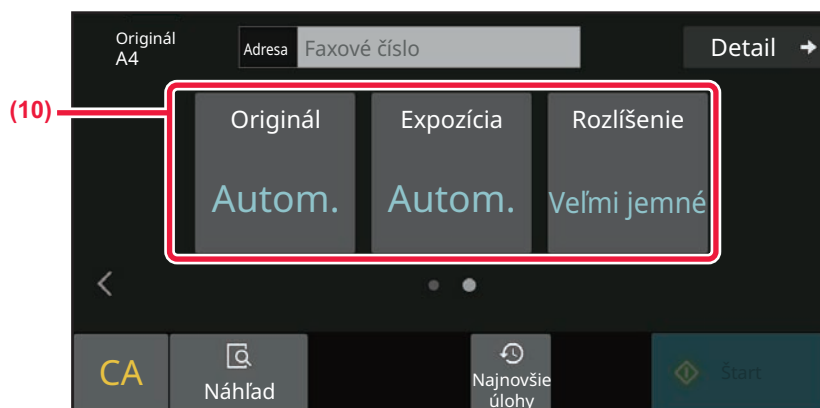 Originál
A4
Adresa Faxové číslo
Detail
(10)
Originál Expozícia Rozlíšenie
Autom. Autom. Veľmi jemné
CA
Náhľad
Najnovšie
úlohy
Štart